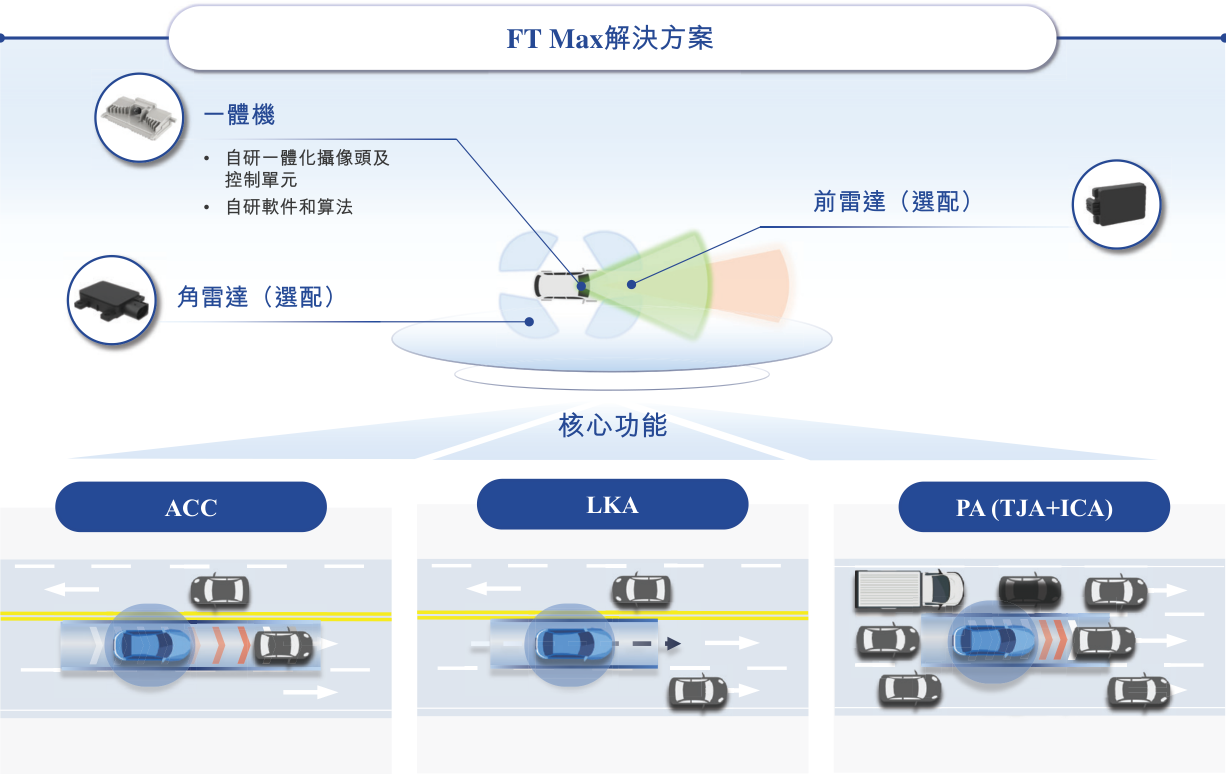 FT Max解決方案
一體機
• 自研一體化攝像頭及
控制單元
• 自研軟件和算法
前雷達（選配）
角雷達（選配）
核心功能
ACC
LKA
PA (TJA+ICA)